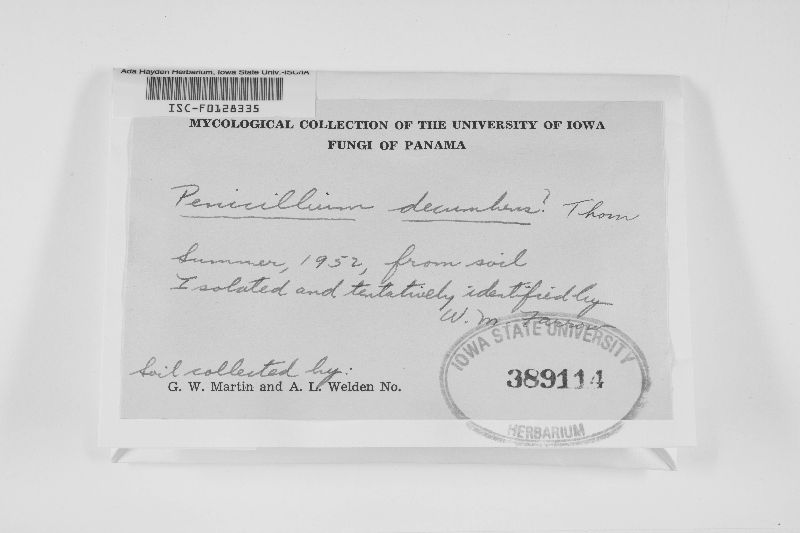 Ada Hayden Herbarium, Iowa State Univ.-ISC/IA
ISC-F0128335
MYCOLOGICAL COLLECTION OF THE UNIVERSITY OF IOWA
FUNGI OF PANAMA
Penicillium decumbens? Thom
Summer, 1952, from soil
Isolated and tentatively identified by
W. M. Farrow
Soil collected by:
G. W. Martin and A. L. Welden No.
IOWA STATE UNIVERSITY
389114
HERBARIUM